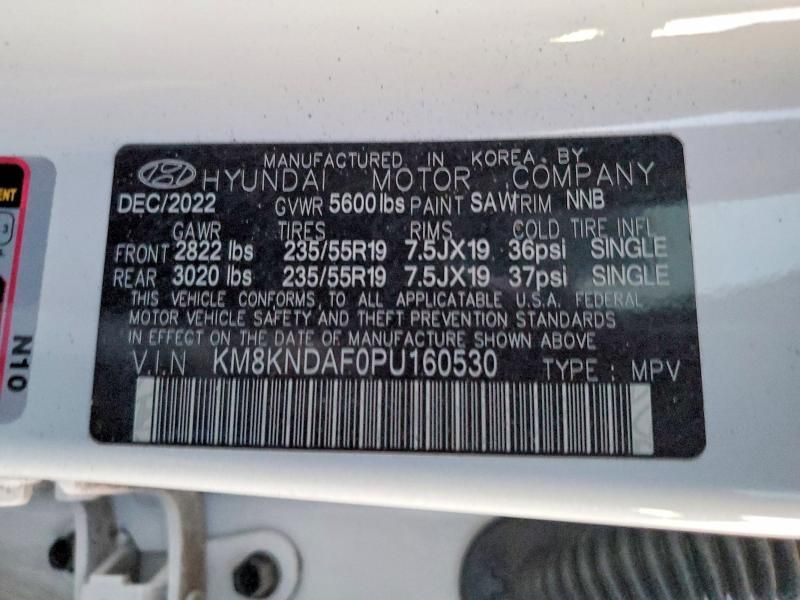 MANUFACTURED IN KOREA BY
HYUNDAI MOTOR COMPANY
DEC/2022 GVWR 5600 lbs PAINT SAW TRIM NNB
GAWR TIRES RIMS COLD TIRE INFL.
FRONT 2822 lbs 235/55R19 7.5JX19 36psi SINGLE
REAR 3020 lbs 235/55R19 7.5JX19 37psi SINGLE
THIS VEHICLE CONFORMS TO ALL APPLICATABLE U.S.A. FEDERAL
MOTOR VEHICLE SAFETY AND THEFT PREVENTION STANDARDS
IN EFFECT ON THE DATE OF MANUFACTURE SHOWN ABOVE.
V.I.N KM8KNDAF0PU160530 TYPE : MPV
N10